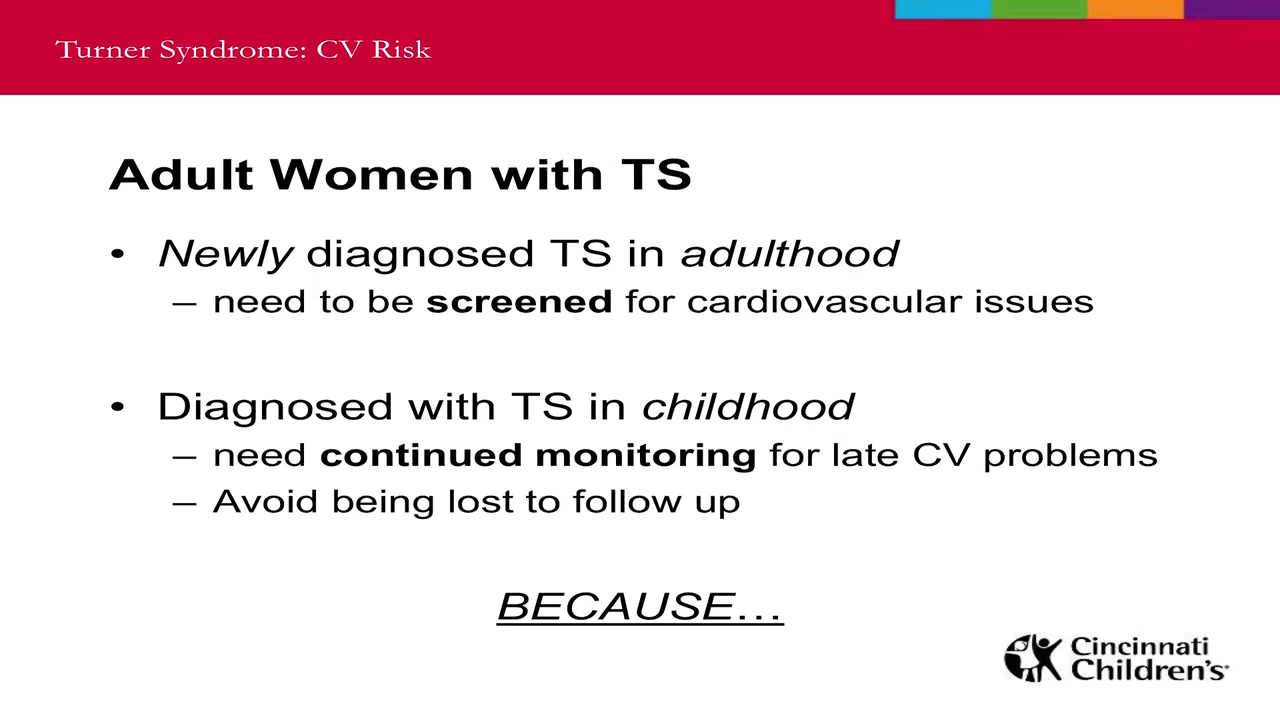 Turner Syndrome: CV Risk
Adult Women with TS
• Newly diagnosed TS in adulthood
– need to be screened for cardiovascular issues
• Diagnosed with TS in childhood
– need continued monitoring for late CV problems
– Avoid being lost to follow up
BECAUSE…
Cincinnati
Children's